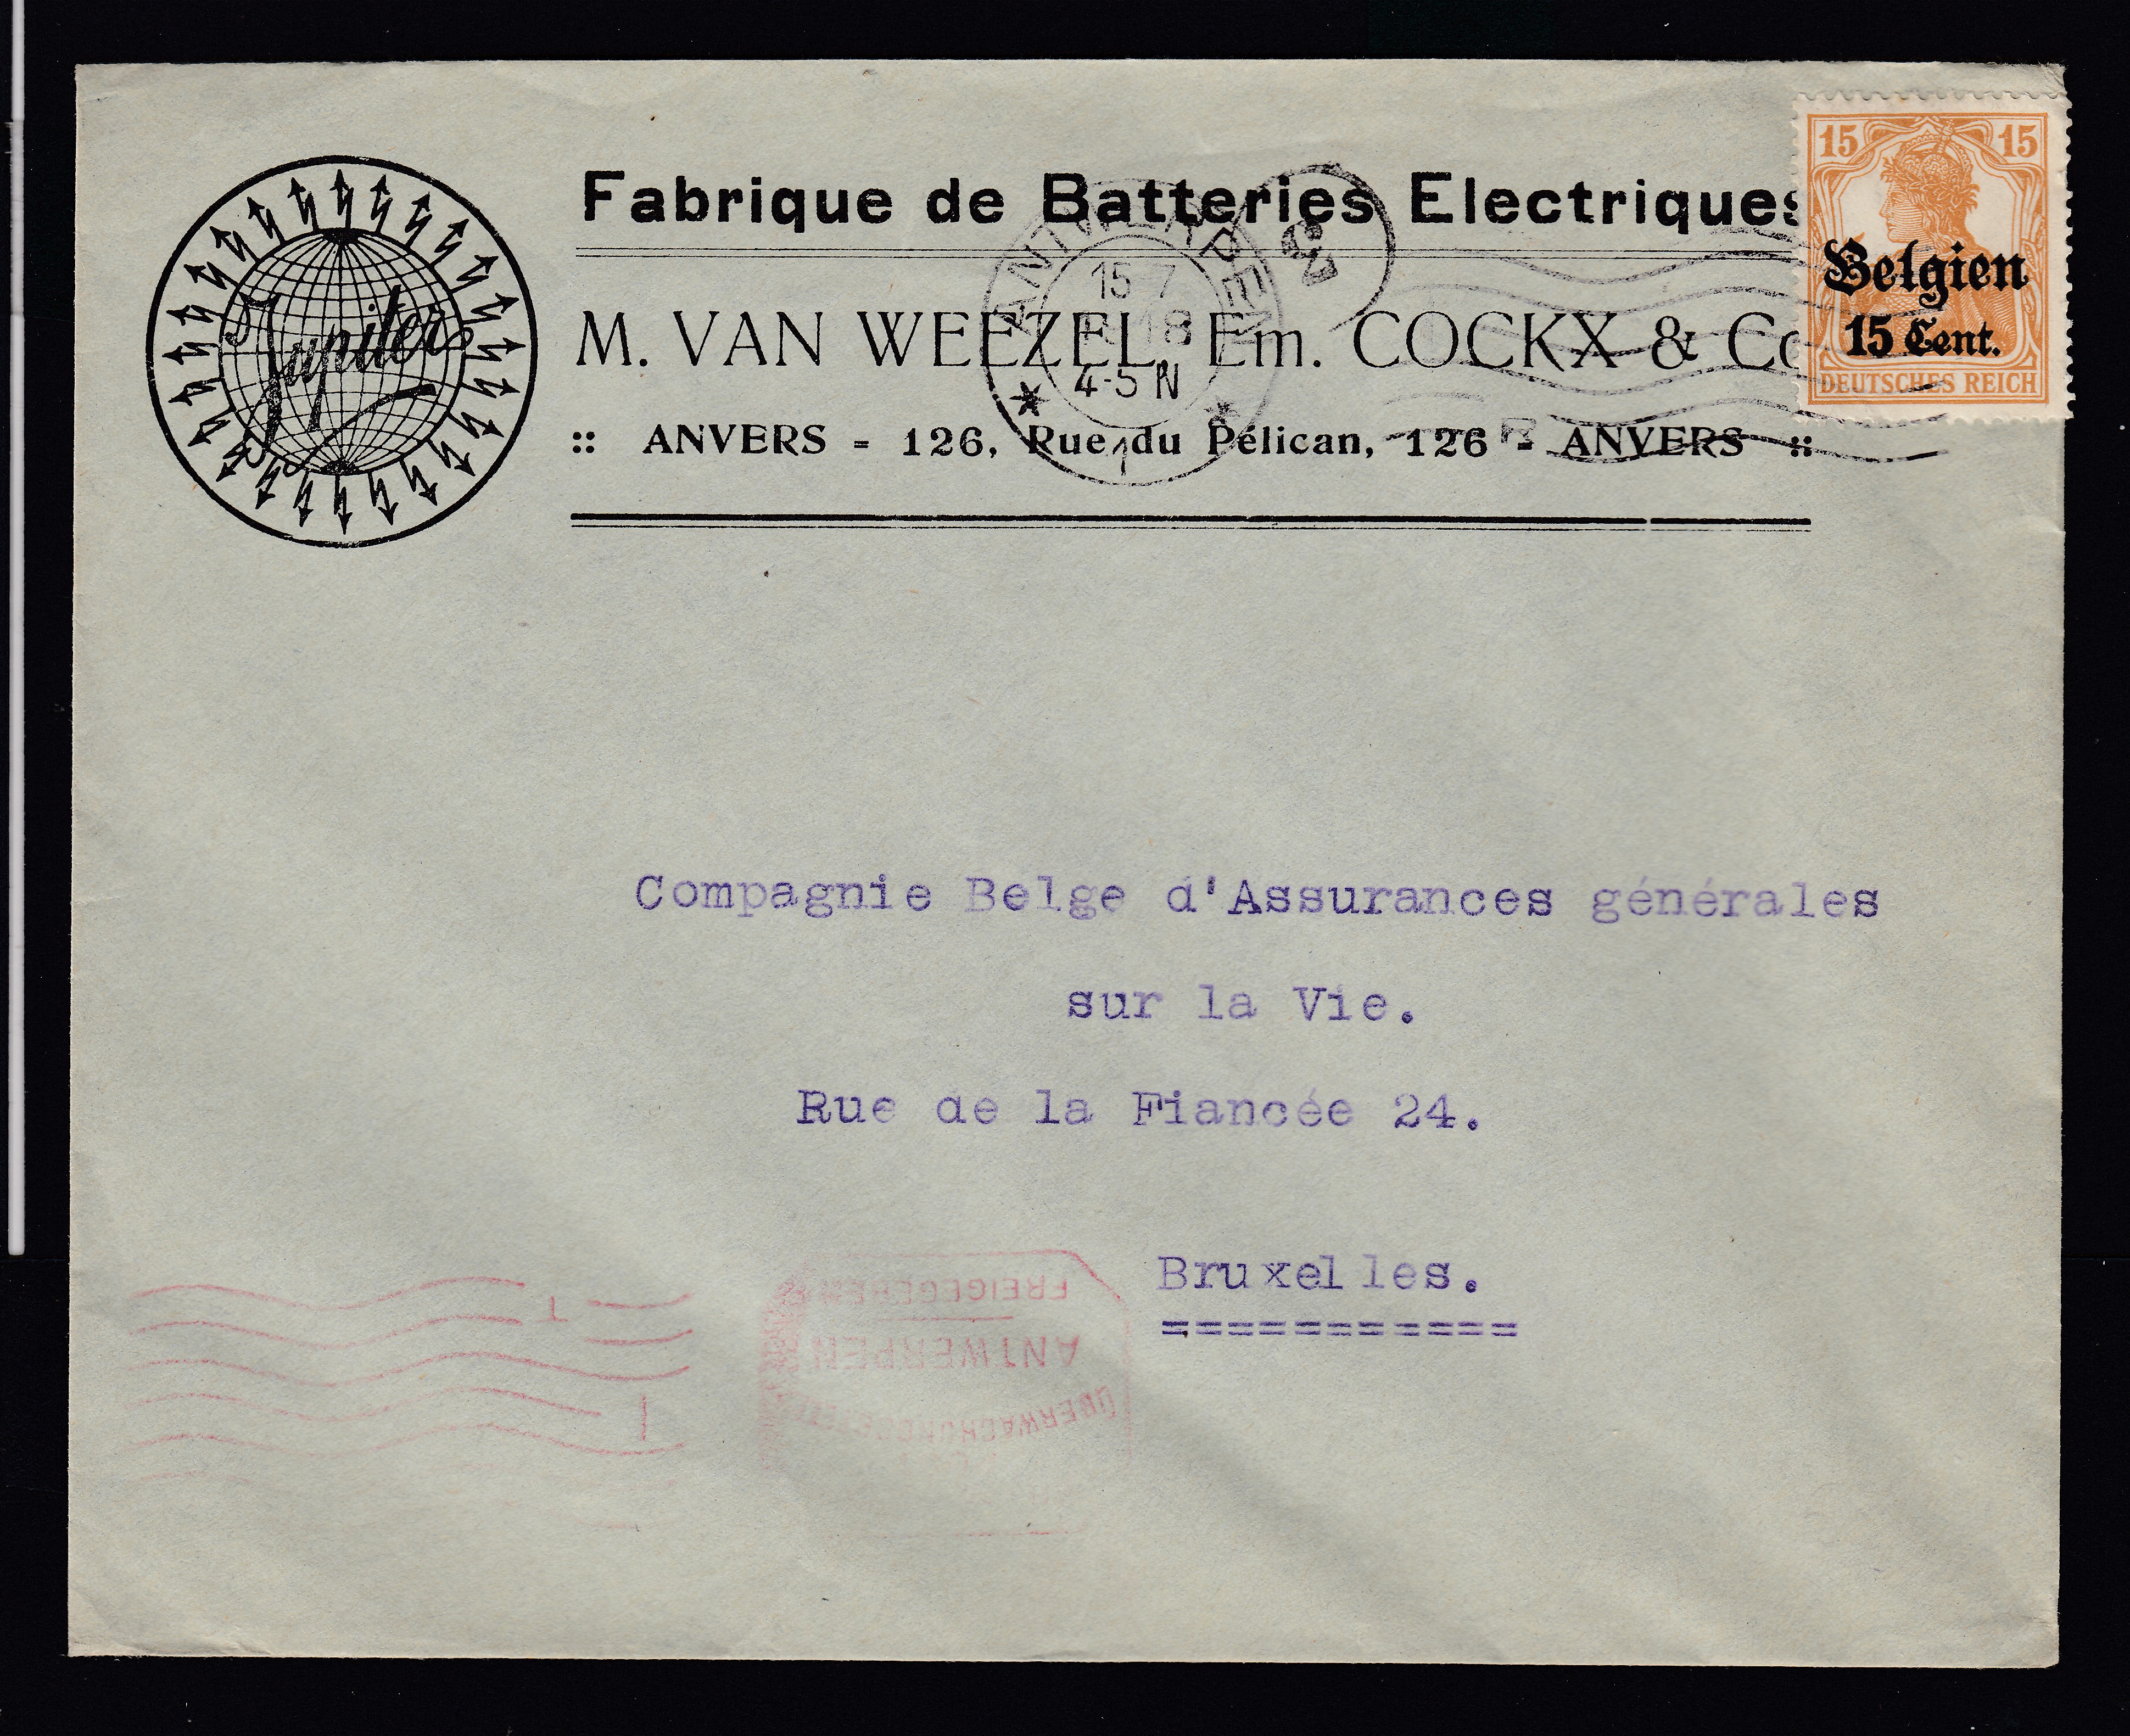 Jupiter
Fabrique de Batteries Electriques
M. VAN WEEZEL, Em. COCKX & Co
:: ANVERS = 126, Rue du Pélican, 126 = ANVERS ::
15 15
Belgien
15 Cent.
DEUTSCHES REICH
ANTWERPEN
15 7
18
4-5 N
* *
1
Compagnie Belge d'Assurances générales
sur la Vie.
Rue de la Fiancée 24.
Bruxelles.
===========
FREIGEGEBEN
ANTWERPEN